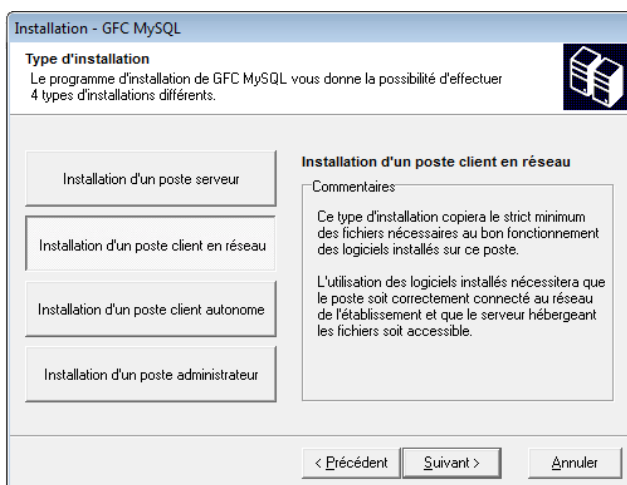 Installation - GFC MySQL
Type d'installation
Le programme d'installation de GFC MySQL vous donne la possibilité d'effectuer
4 types d'installations différents.
Installation d'un poste serveur
Installation d'un poste client en réseau
Installation d'un poste client autonome
Installation d'un poste administrateur
Installation d'un poste client en réseau
Commentaires
Ce type d'installation copiera le strict minimum
des fichiers nécessaires au bon fonctionnement
des logiciels installés sur ce poste.
L'utilisation des logiciels installés nécessitera que
le poste soit correctement connecté au réseau
de l'établissement et que le serveur hébergeant
les fichiers soit accessible.
< Précédent
Suivant >
Annuler